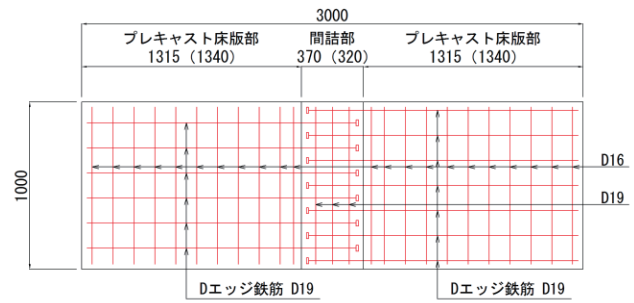 3000
プレキャスト床版部
間詰部
プレキャスト床版部
1315（1340）
370（320）
1315（1340）
1000
D16
D19
Dエッジ鉄筋 D19
Dエッジ鉄筋 D19